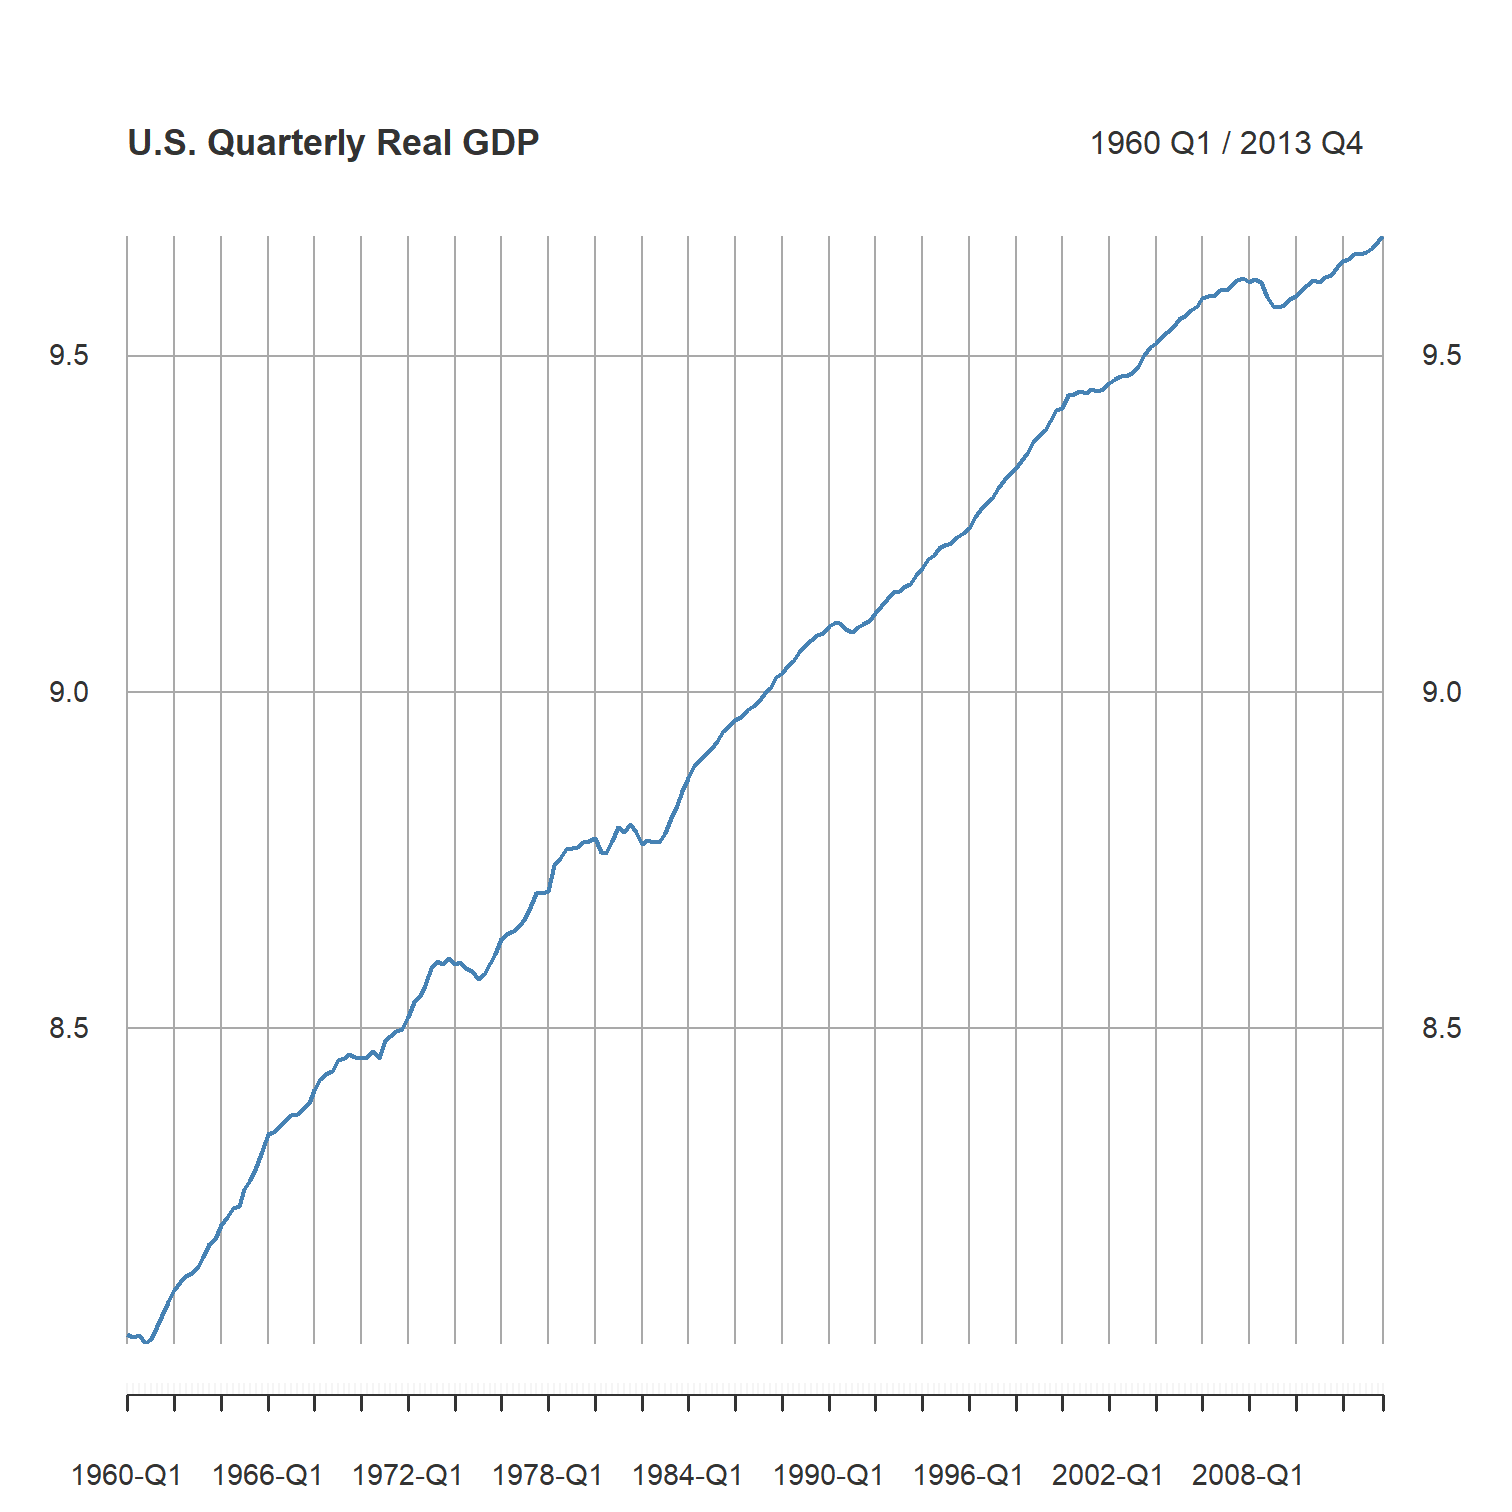 U.S. Quarterly Real GDP
1960 Q1 / 2013 Q4
9.5 9.5
9.0 9.0
8.5 8.5
1960-Q1 1966-Q1 1972-Q1 1978-Q1 1984-Q1 1990-Q1 1996-Q1 2002-Q1 2008-Q1